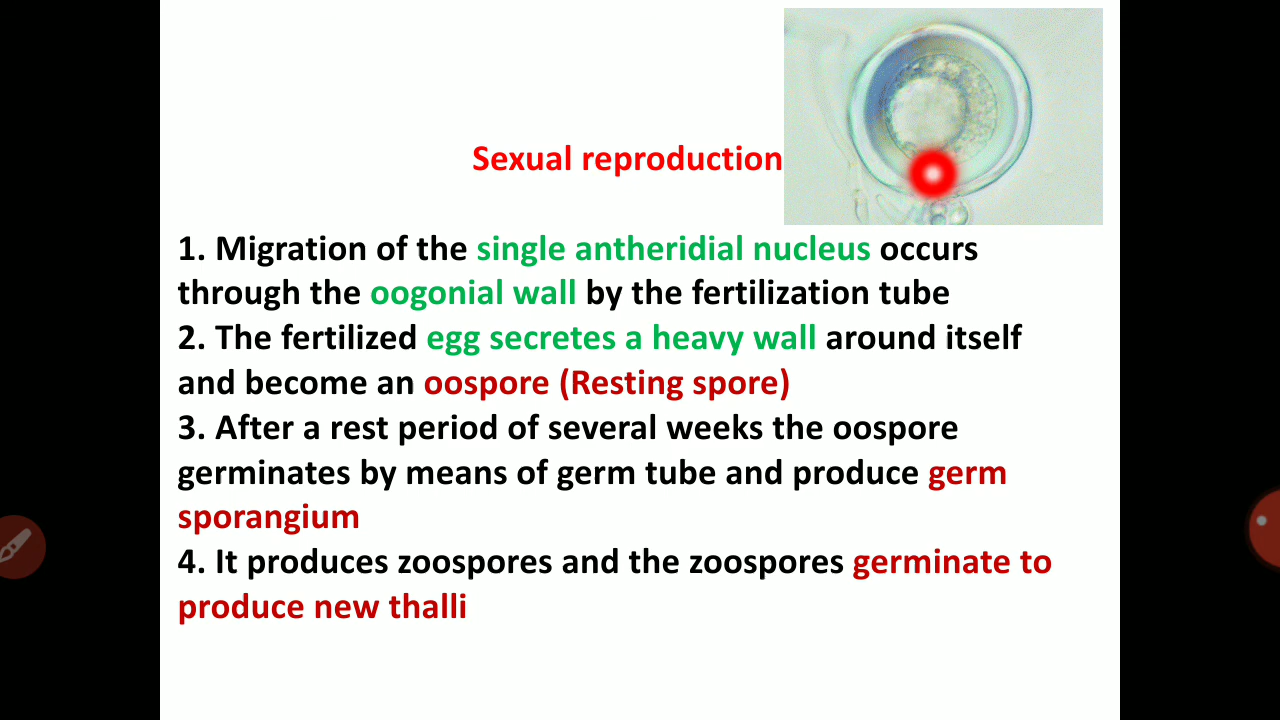 Sexual reproduction
1. Migration of the single antheridial nucleus occurs
through the oogonial wall by the fertilization tube
2. The fertilized egg secretes a heavy wall around itself
and become an oospore (Resting spore)
3. After a rest period of several weeks the oospore
germinates by means of germ tube and produce germ
sporangium
4. It produces zoospores and the zoospores germinate to
produce new thalli